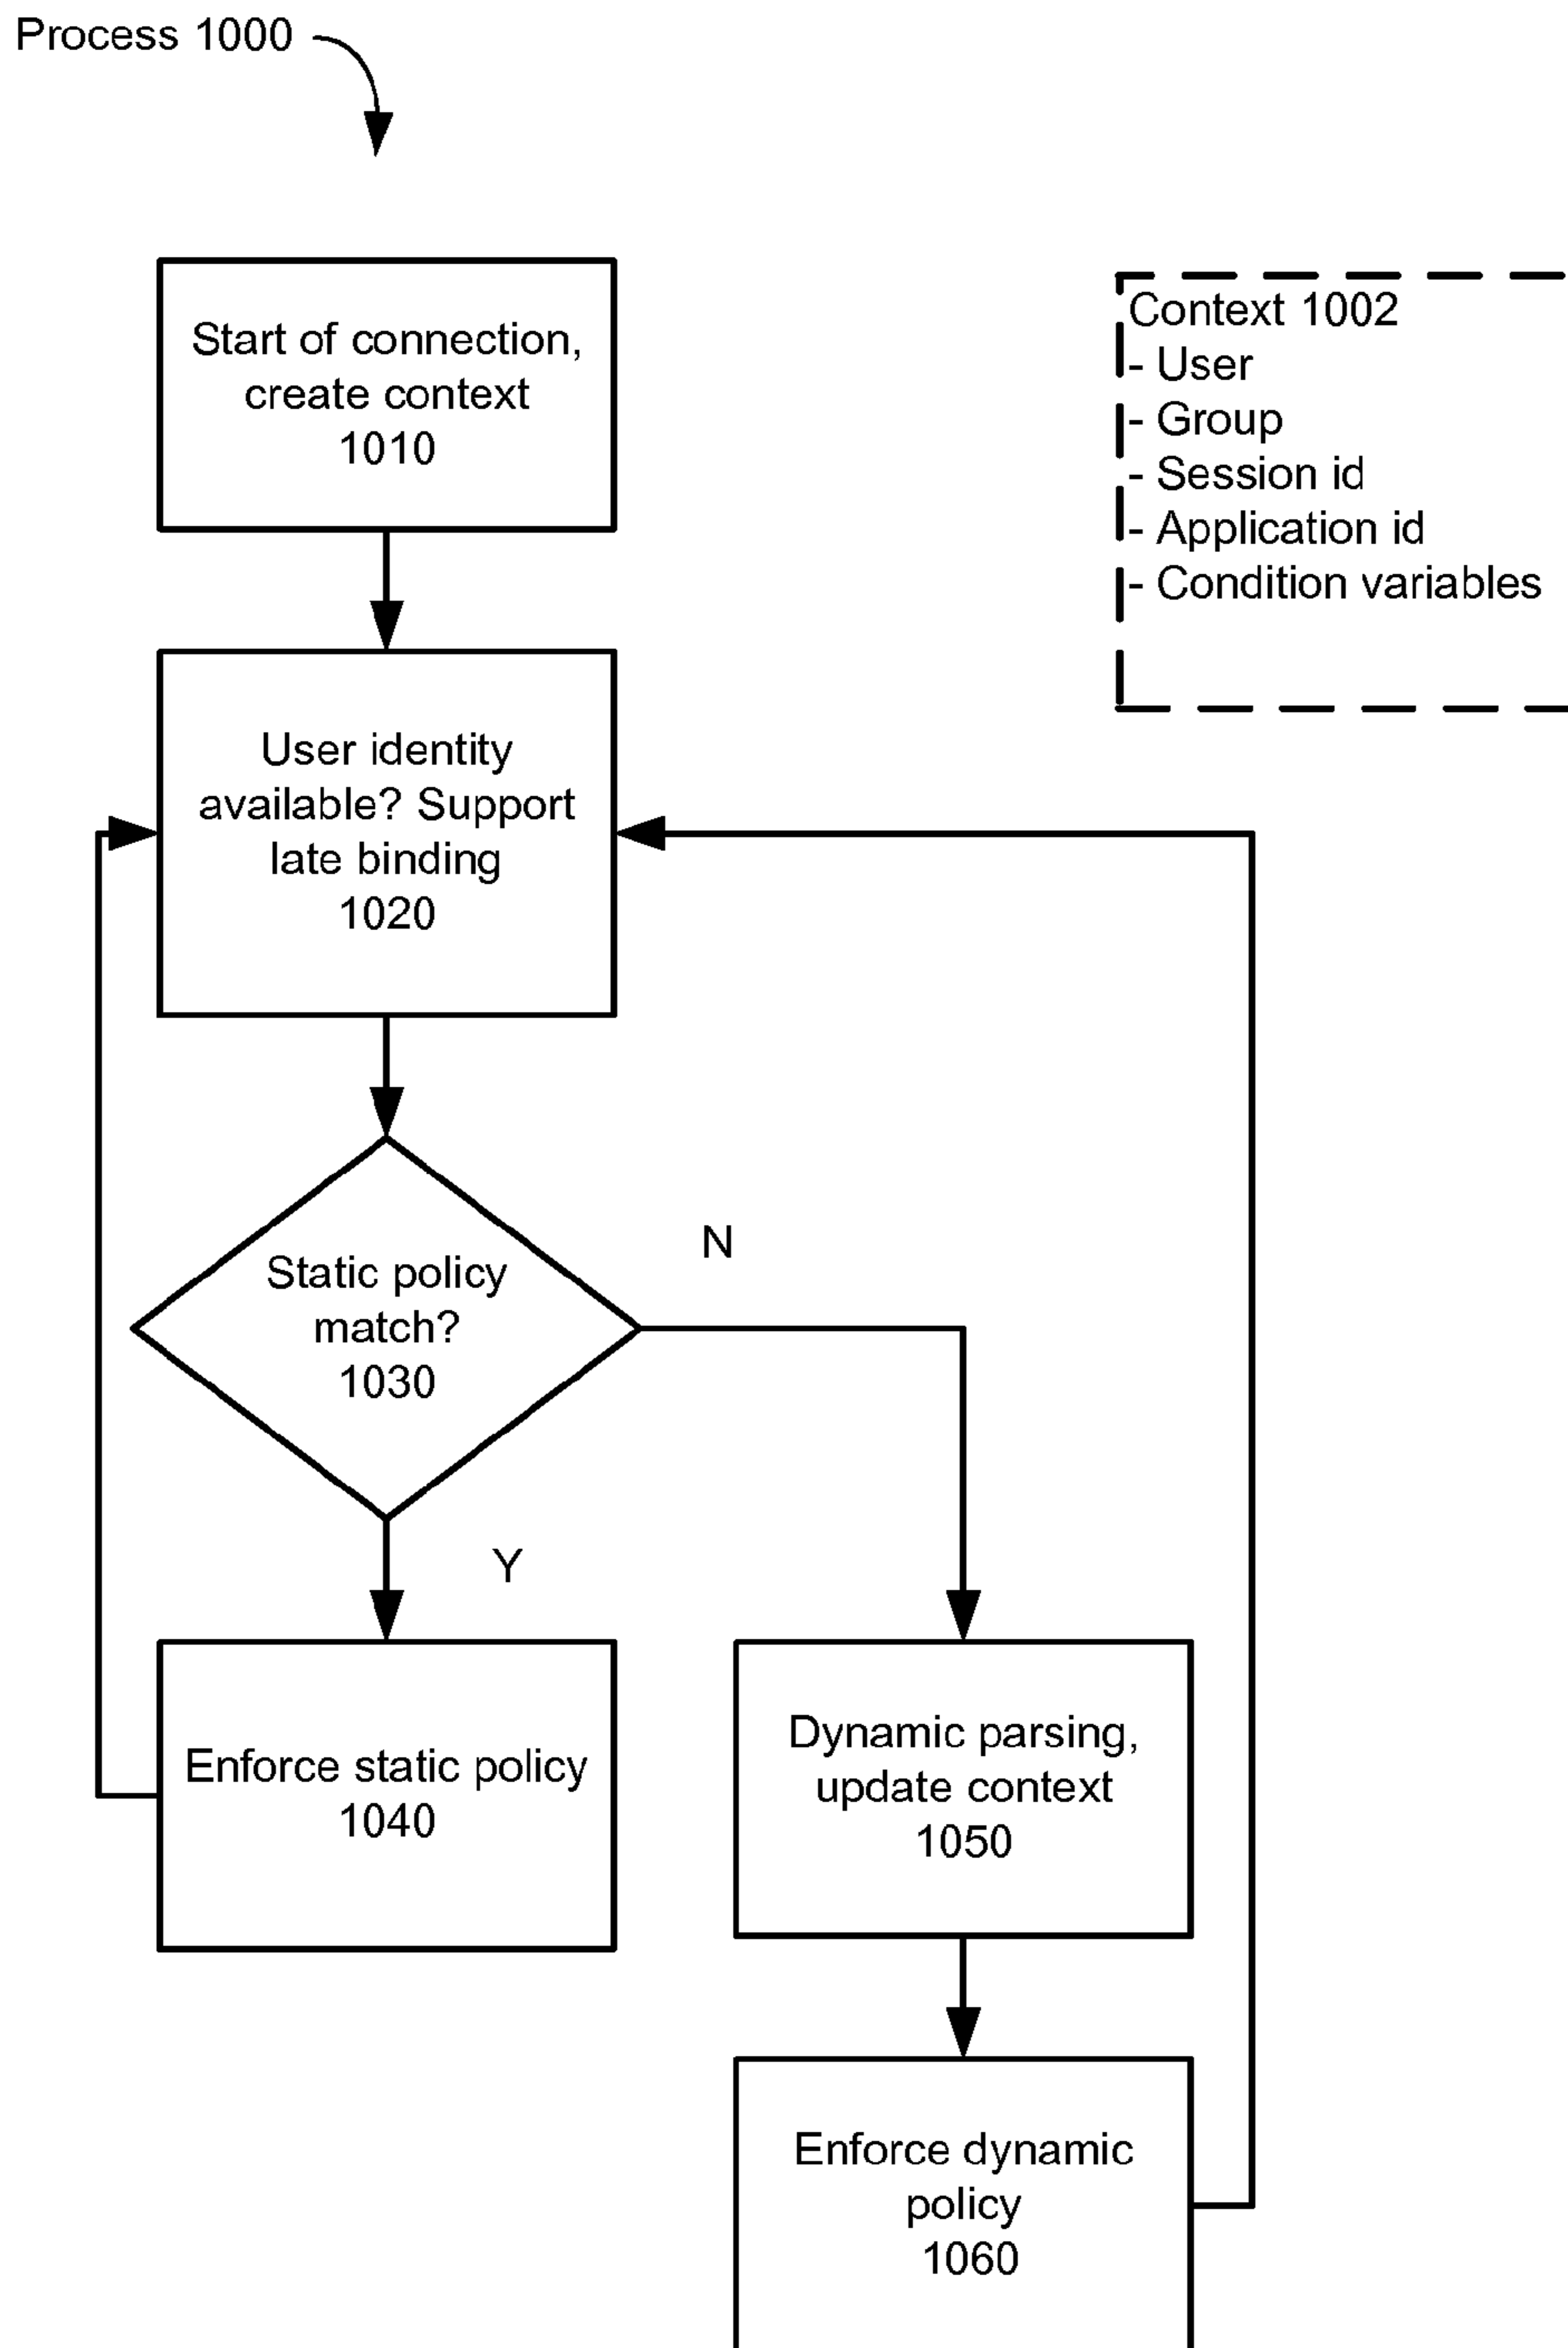 Process 1000
Start of connection,
create context
1010
Context 1002
- User
- Group
- Session id
- Application id
- Condition variables
User identity
available? Support
late binding
1020
Static policy
match?
1030
N
Y
Enforce static policy
1040
Dynamic parsing,
update context
1050
Enforce dynamic
policy
1060